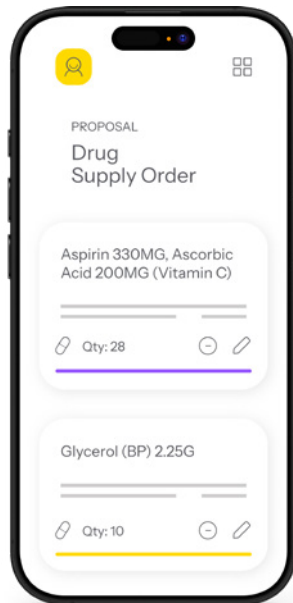 PROPOSAL
Drug
Supply Order
Aspirin 330MG, Ascorbic
Acid 200MG (Vitamin C)
Qty: 28
Glycerol (BP) 2.25G
Qty: 10